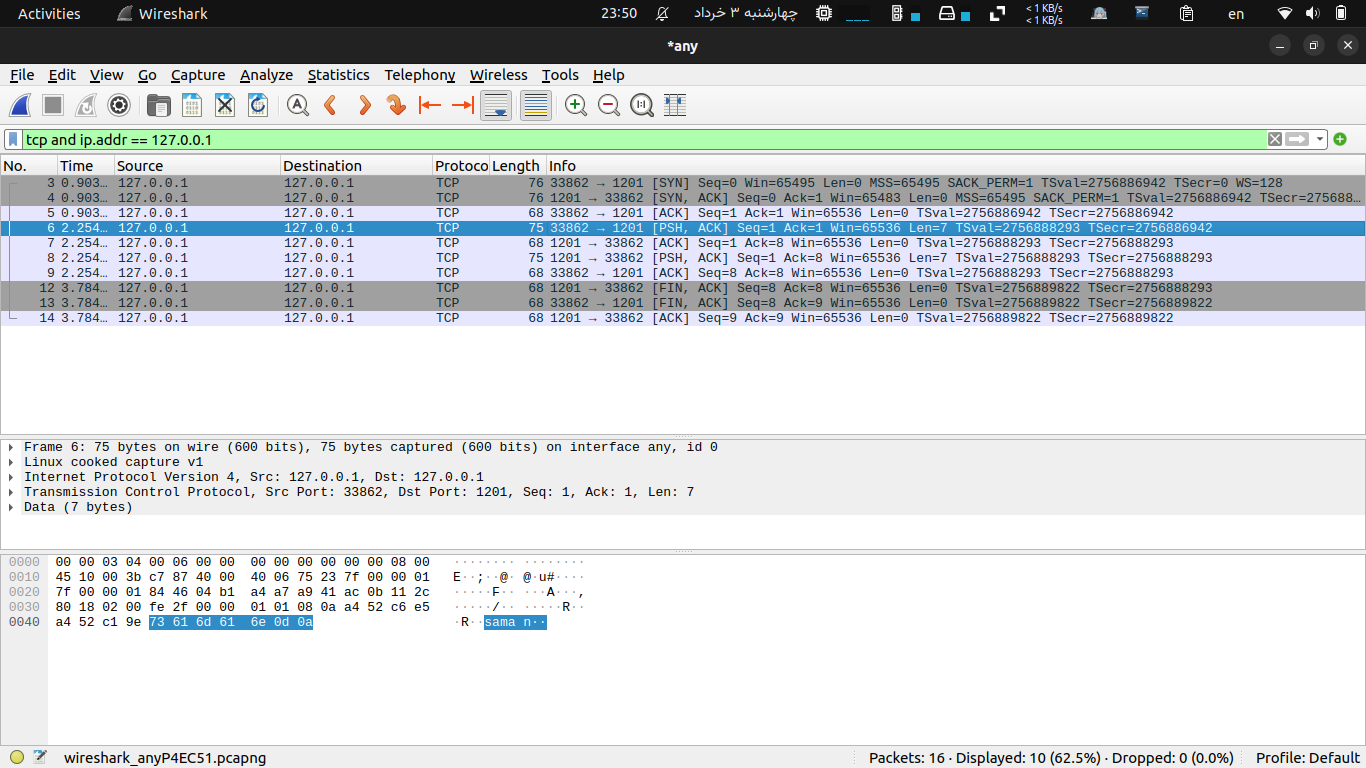 Activities Wireshark 23:50 چهارشنبه ۳ خرداد < 1 KB/s < 1 KB/s en
*any
File Edit View Go Capture Analyze Statistics Telephony Wireless Tools Help
tcp and ip.addr == 127.0.0.1
No. Time Source Destination Protoco Length Info
3 0.903… 127.0.0.1 127.0.0.1 TCP 76 33862 → 1201 [SYN] Seq=0 Win=65495 Len=0 MSS=65495 SACK_PERM=1 TSval=2756886942 TSecr=0 WS=128
4 0.903… 127.0.0.1 127.0.0.1 TCP 76 1201 → 33862 [SYN, ACK] Seq=0 Ack=1 Win=65483 Len=0 MSS=65495 SACK_PERM=1 TSval=2756886942 TSecr=275688…
5 0.903… 127.0.0.1 127.0.0.1 TCP 68 33862 → 1201 [ACK] Seq=1 Ack=1 Win=65536 Len=0 TSval=2756886942 TSecr=2756886942
6 2.254… 127.0.0.1 127.0.0.1 TCP 75 33862 → 1201 [PSH, ACK] Seq=1 Ack=1 Win=65536 Len=7 TSval=2756888293 TSecr=2756886942
7 2.254… 127.0.0.1 127.0.0.1 TCP 68 1201 → 33862 [ACK] Seq=1 Ack=8 Win=65536 Len=0 TSval=2756888293 TSecr=2756888293
8 2.254… 127.0.0.1 127.0.0.1 TCP 75 1201 → 33862 [PSH, ACK] Seq=1 Ack=8 Win=65536 Len=7 TSval=2756888293 TSecr=2756888293
9 2.254… 127.0.0.1 127.0.0.1 TCP 68 33862 → 1201 [ACK] Seq=8 Ack=8 Win=65536 Len=0 TSval=2756888293 TSecr=2756888293
12 3.784… 127.0.0.1 127.0.0.1 TCP 68 1201 → 33862 [FIN, ACK] Seq=8 Ack=8 Win=65536 Len=0 TSval=2756889822 TSecr=2756888293
13 3.784… 127.0.0.1 127.0.0.1 TCP 68 33862 → 1201 [FIN, ACK] Seq=8 Ack=9 Win=65536 Len=0 TSval=2756889822 TSecr=2756889822
14 3.784… 127.0.0.1 127.0.0.1 TCP 68 1201 → 33862 [ACK] Seq=9 Ack=9 Win=65536 Len=0 TSval=2756889822 TSecr=2756889822
Frame 6: 75 bytes on wire (600 bits), 75 bytes captured (600 bits) on interface any, id 0
Linux cooked capture v1
Internet Protocol Version 4, Src: 127.0.0.1, Dst: 127.0.0.1
Transmission Control Protocol, Src Port: 33862, Dst Port: 1201, Seq: 1, Ack: 1, Len: 7
Data (7 bytes)
0000 00 00 03 04 00 06 00 00 00 00 00 00 00 00 08 00 ········ ········
0010 45 10 00 3b c7 87 40 00 40 06 75 23 7f 00 00 01 E··;··@· @·u#····
0020 7f 00 00 01 84 46 04 b1 a4 a7 a9 41 ac 0b 11 2c ·····F·· ···A···,
0030 80 18 02 00 fe 2f 00 00 01 01 08 0a a4 52 c6 e5 ·····/·· ·····R··
0040 a4 52 c1 9e 73 61 6d 61 6e 0d 0a ·R··sama n··
wireshark_anyP4EC51.pcapng Packets: 16 · Displayed: 10 (62.5%) · Dropped: 0 (0.0%) Profile: Default